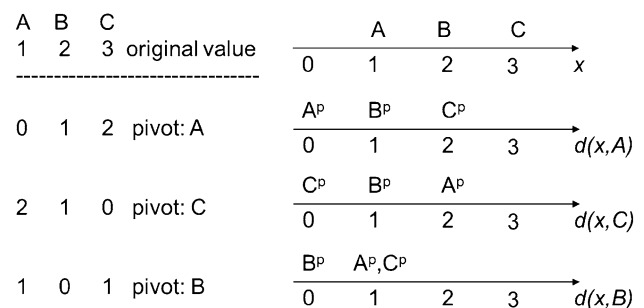 A B C
1 2 3 original value
--------------------------------
0 1 2 pivot: A
2 1 0 pivot: C
1 0 1 pivot: B
A B C
0 1 2 3 x
Aᵖ Bᵖ Cᵖ
0 1 2 3 d(x,A)
Cᵖ Bᵖ Aᵖ
0 1 2 3 d(x,C)
Bᵖ Aᵖ,Cᵖ
0 1 2 3 d(x,B)